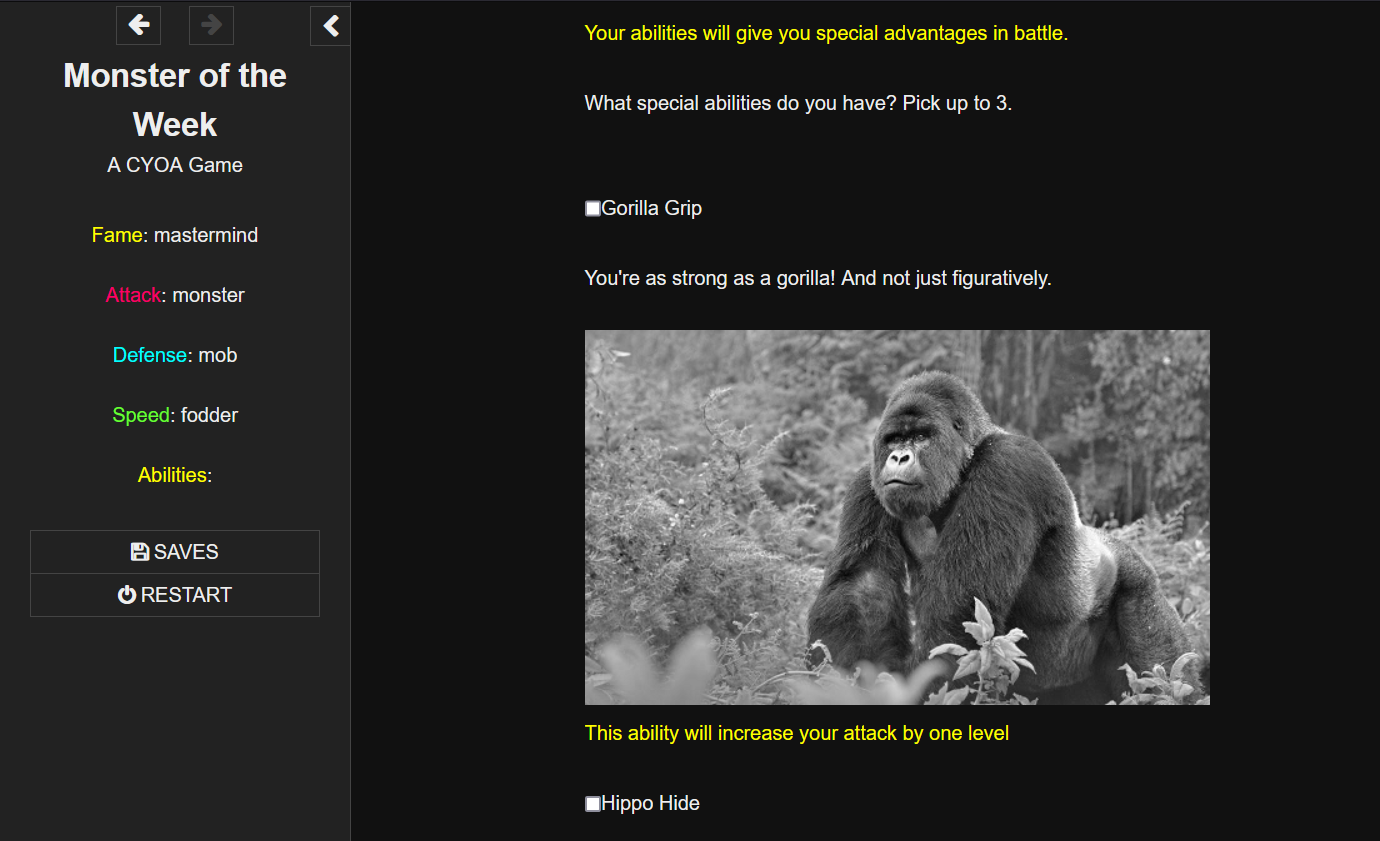 Monster of the
Week
A CYOA Game
Fame: mastermind
Attack: monster
Defense: mob
Speed: fodder
Abilities:
SAVES
RESTART
Your abilities will give you special advantages in battle.
What special abilities do you have? Pick up to 3.
Gorilla Grip
You're as strong as a gorilla! And not just figuratively.
This ability will increase your attack by one level
Hippo Hide